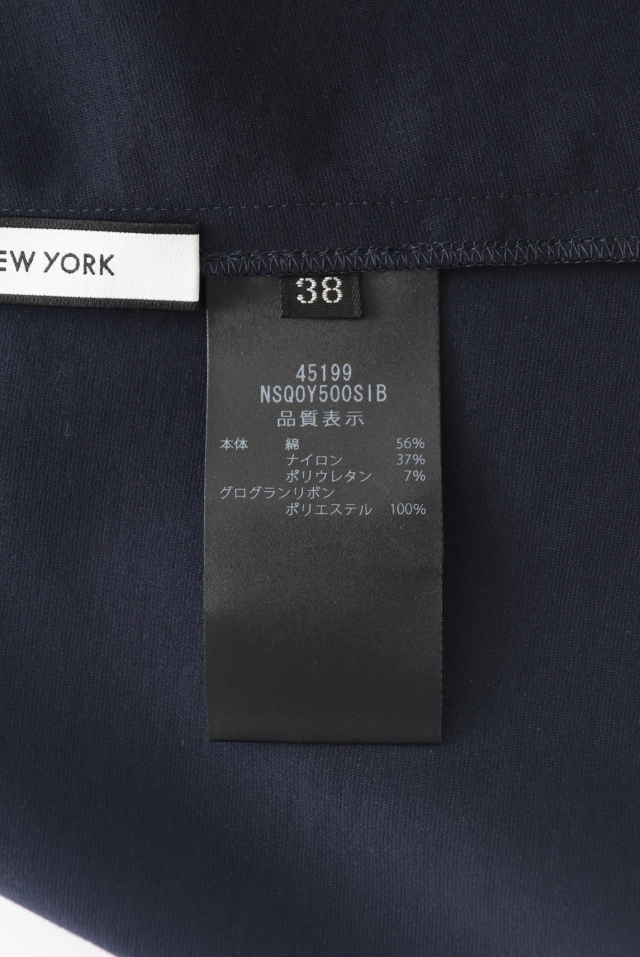 EW YORK
38
45199
NSQOY500SIB
品質表示
本体 綿 56%
ナイロン 37%
ポリウレタン 7%
グログランリボン
ポリエステル 100%